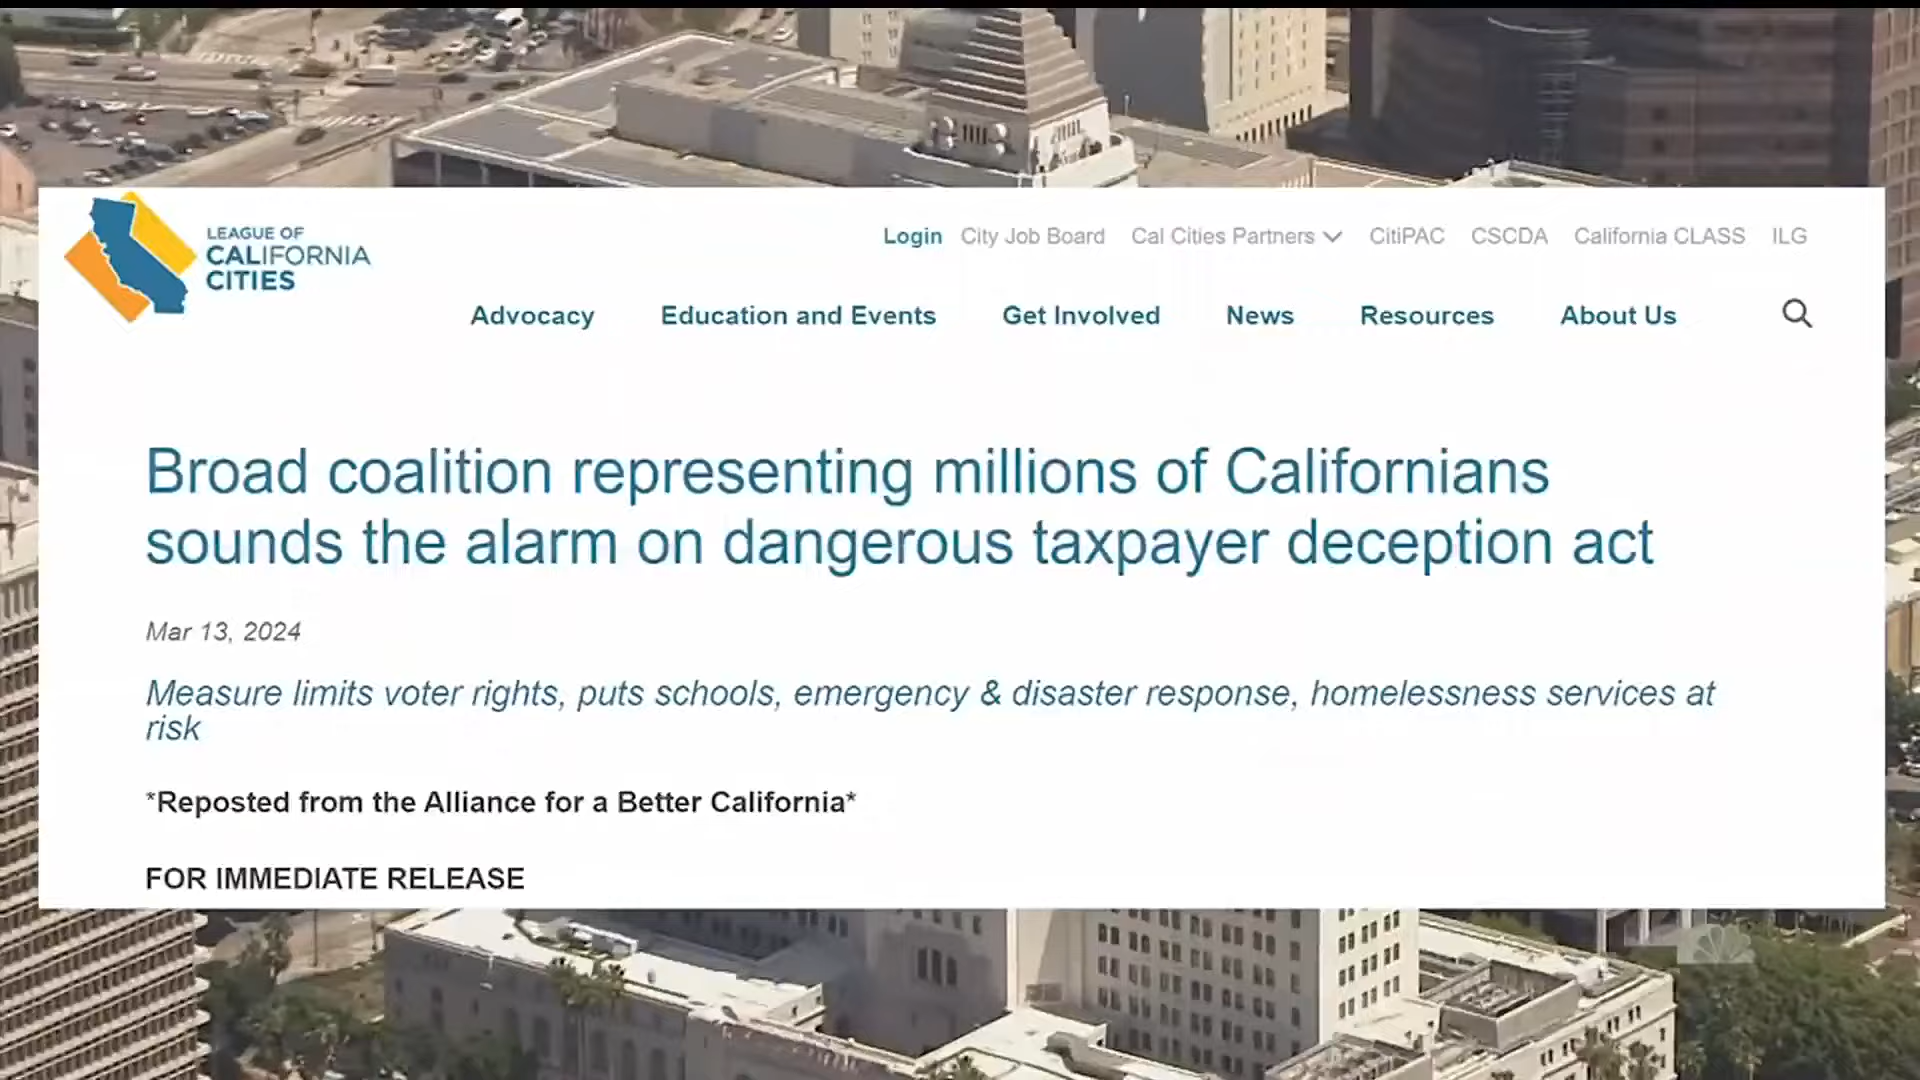 LEAGUE OF
CALIFORNIA
CITIES
Login City Job Board Cal Cities Partners CitiPAC CSCDA California CLASS ILG
Advocacy Education and Events Get Involved News Resources About Us
Broad coalition representing millions of Californians
sounds the alarm on dangerous taxpayer deception act
Mar 13, 2024
Measure limits voter rights, puts schools, emergency & disaster response, homelessness services at
risk
*Reposted from the Alliance for a Better California*
FOR IMMEDIATE RELEASE